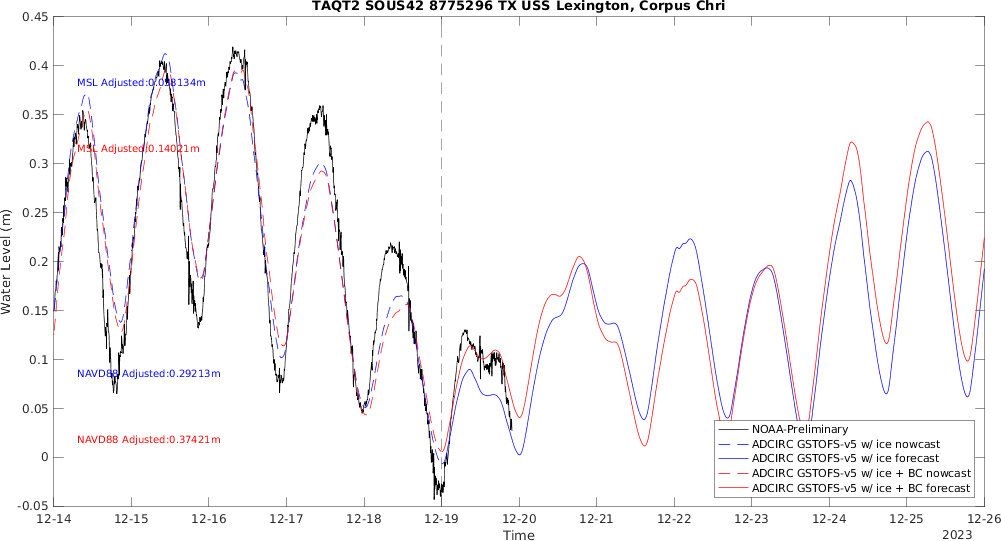 TAQT2 SOUS42 8775296 TX USS Lexington, Corpus Chri
0.45
0.4
0.35
0.3
0.25
0.2
0.15
0.1
0.05
0
-0.05
Water Level (m)
MSL Adjusted:0.098134m
MSL Adjusted:0.14021m
NAVD88 Adjusted:0.29213m
NAVD88 Adjusted:0.37421m
NOAA-Preliminary
ADCIRC GSTOFS-v5 w/ ice nowcast
ADCIRC GSTOFS-v5 w/ ice forecast
ADCIRC GSTOFS-v5 w/ ice + BC nowcast
ADCIRC GSTOFS-v5 w/ ice + BC forecast
12-14 12-15 12-16 12-17 12-18 12-19 12-20 12-21 12-22 12-23 12-24 12-25 12-26
Time
2023